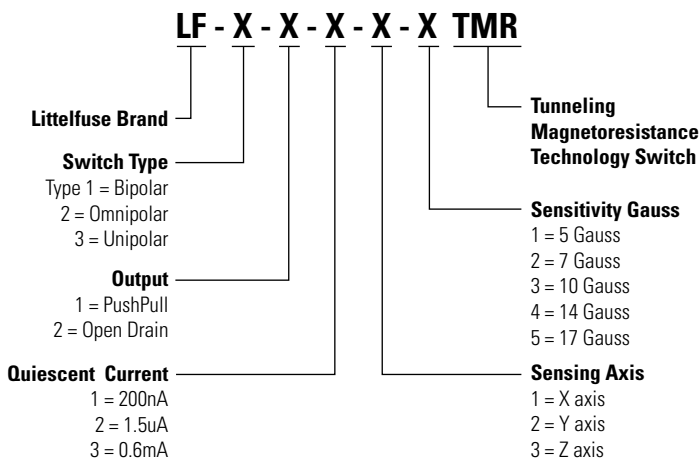 LF - X - X - X - X - X TMR
Littelfuse Brand
Switch Type
Type 1 = Bipolar
2 = Omnipolar
3 = Unipolar
Output
1 = PushPull
2 = Open Drain
Quiescent Current
1 = 200nA
2 = 1.5uA
3 = 0.6mA
Tunneling
Magnetoresistance
Technology Switch
Sensitivity Gauss
1 = 5 Gauss
2 = 7 Gauss
3 = 10 Gauss
4 = 14 Gauss
5 = 17 Gauss
Sensing Axis
1 = X axis
2 = Y axis
3 = Z axis